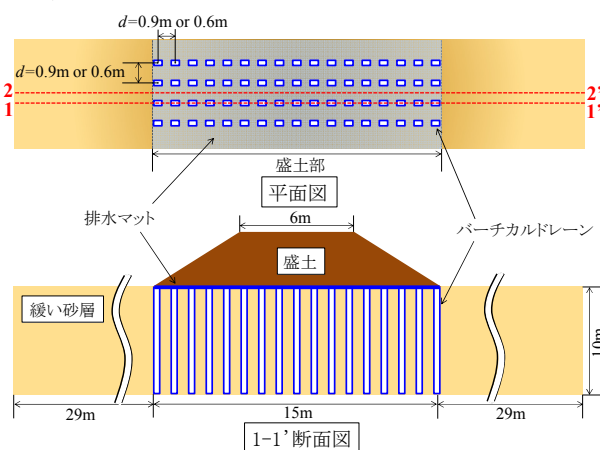 d=0.9m or 0.6m
d=0.9m or 0.6m
2
2'
1
1'
盛土部
平面図
排水マット
バーチカルドレーン
6m
盛土
緩い砂層
10m
29m
15m
29m
1-1’断面図